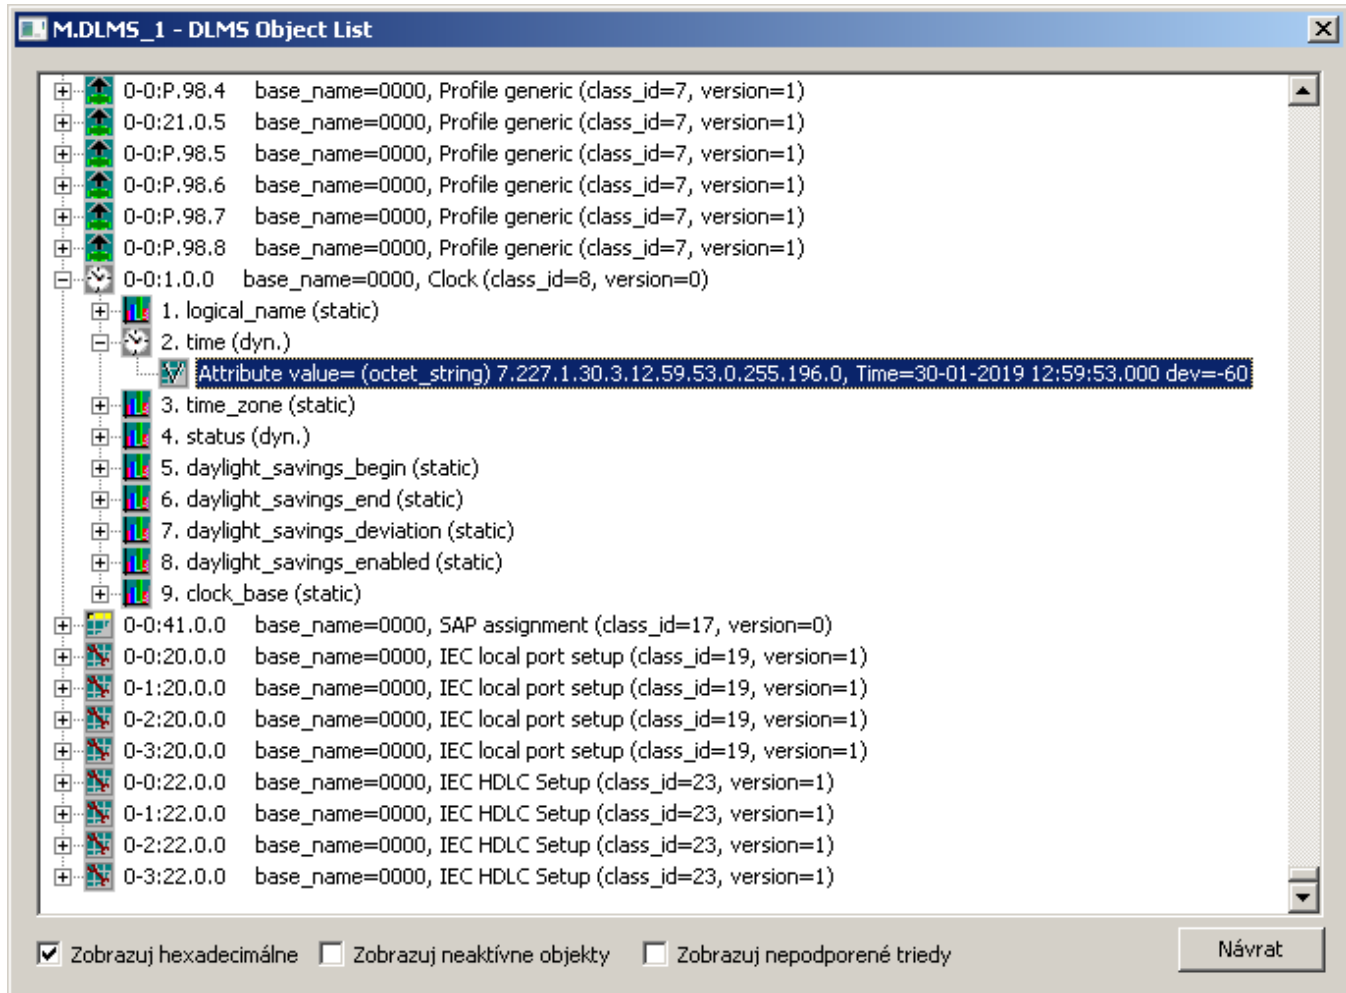 M.DLMS_1 - DLMS Object List
0-0:P.98.4 base_name=0000, Profile generic (class_id=7, version=1)
0-0:21.0.5 base_name=0000, Profile generic (class_id=7, version=1)
0-0:P.98.5 base_name=0000, Profile generic (class_id=7, version=1)
0-0:P.98.6 base_name=0000, Profile generic (class_id=7, version=1)
0-0:P.98.7 base_name=0000, Profile generic (class_id=7, version=1)
0-0:P.98.8 base_name=0000, Profile generic (class_id=7, version=1)
0-0:1.0.0 base_name=0000, Clock (class_id=8, version=0)
1. logical_name (static)
2. time (dyn.)
Attribute value= (octet_string) 7.227.1.30.3.12.59.53.0.255.196.0, Time=30-01-2019 12:59:53.000 dev=-60
3. time_zone (static)
4. status (dyn.)
5. daylight_savings_begin (static)
6. daylight_savings_end (static)
7. daylight_savings_deviation (static)
8. daylight_savings_enabled (static)
9. clock_base (static)
0-0:41.0.0 base_name=0000, SAP assignment (class_id=17, version=0)
0-0:20.0.0 base_name=0000, IEC local port setup (class_id=19, version=1)
0-1:20.0.0 base_name=0000, IEC local port setup (class_id=19, version=1)
0-2:20.0.0 base_name=0000, IEC local port setup (class_id=19, version=1)
0-3:20.0.0 base_name=0000, IEC local port setup (class_id=19, version=1)
0-0:22.0.0 base_name=0000, IEC HDLC Setup (class_id=23, version=1)
0-1:22.0.0 base_name=0000, IEC HDLC Setup (class_id=23, version=1)
0-2:22.0.0 base_name=0000, IEC HDLC Setup (class_id=23, version=1)
0-3:22.0.0 base_name=0000, IEC HDLC Setup (class_id=23, version=1)
Zobrazuj hexadecimálne Zobrazuj neaktívne objekty Zobrazuj nepodporené triedy Návrat